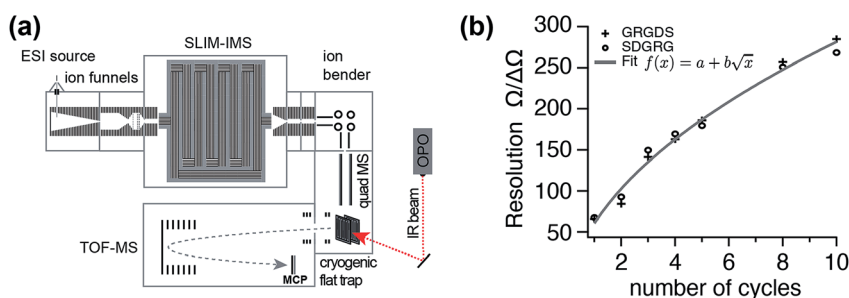 (a)
SLIM-IMS
ESI source
ion funnels
ion
bender
quad MS
OPO
IR beam
TOF-MS
MCP
cryogenic
flat trap
(b)
GRGDS
SDGRG
Fit f(x) = a + b√x
Resolution Ω/ΔΩ
300
250
200
150
100
50
2
4
6
8
10
number of cycles